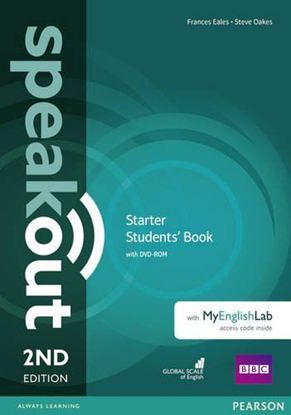 Frances Eales • Steve Oakes
speakout
Starter
Students' Book
with DVD-ROM
with MyEnglishLab
access code inside
2ND
EDITION
GLOBAL SCALE
of English
BBC
ALWAYS LEARNING
PEARSON